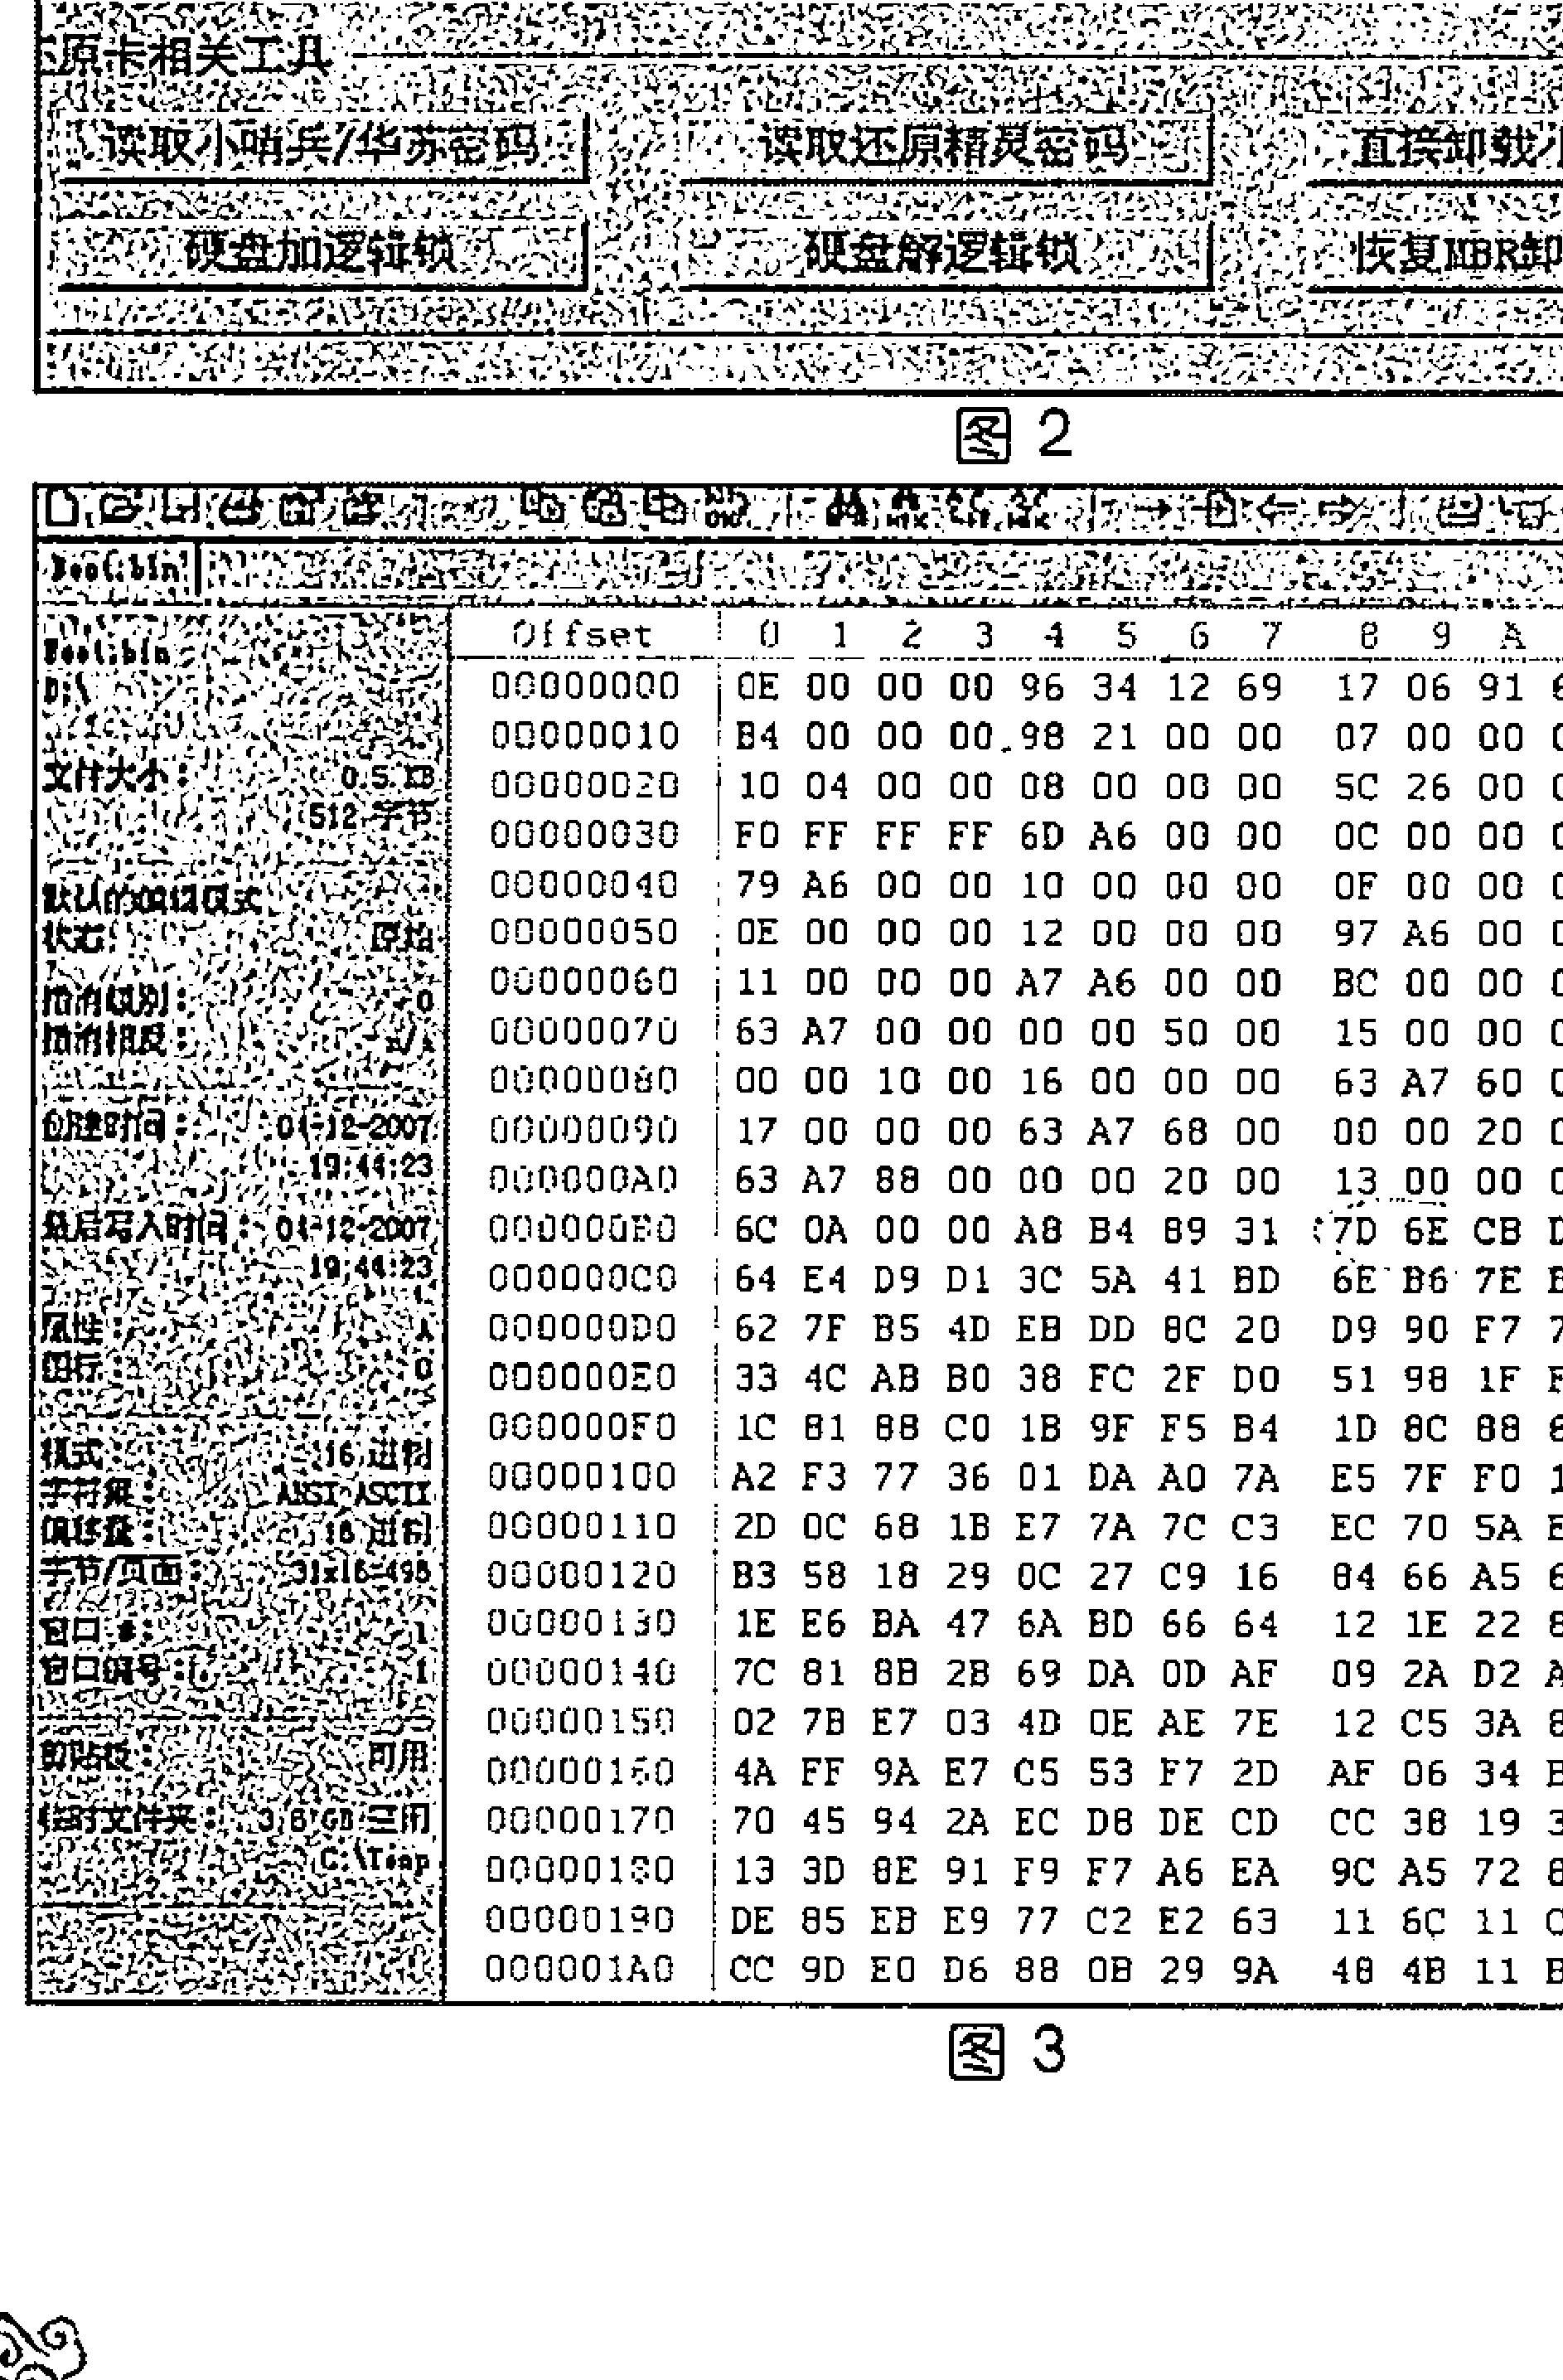 原卡相关工具
读取小哨兵/华苏密码 读取还原精灵密码 直接卸载
硬盘加逻辑锁 硬盘解逻辑锁 恢复MBR卸
图 2
Offset 0 1 2 3 4 5 6 7 8 9 A
D:\
文件大小: 0.5 KB
512 字节
00000000 0E 00 00 00 96 34 12 69 17 06 91
00000010 B4 00 00 00 98 21 00 00 07 00 00
00000020 10 04 00 00 08 00 00 00 5C 26 00
00000030 F0 FF FF FF 6D A6 00 00 0C 00 00
00000040 79 A6 00 00 10 00 00 00 0F 00 00
00000050 0E 00 00 00 12 00 00 00 97 A6 00
00000060 11 00 00 00 A7 A6 00 00 BC 00 00
00000070 63 A7 00 00 00 00 50 00 15 00 00
00000080 00 00 10 00 16 00 00 00 63 A7 60
00000090 17 00 00 00 63 A7 68 00 00 00 20
000000A0 63 A7 88 00 00 00 20 00 13 00 00
000000B0 6C 0A 00 00 A8 B4 89 31 7D 6E CB
000000C0 64 E4 D9 D1 3C 5A 41 BD 6E B6 7E
000000D0 62 7F B5 4D EB DD 8C 20 D9 90 F7
000000E0 33 4C AB B0 38 FC 2F D0 51 98 1F
000000F0 1C 81 88 C0 1B 9F F5 B4 1D 8C 88
00000100 A2 F3 77 36 01 DA A0 7A E5 7F F0
00000110 2D 0C 68 1B E7 7A 7C C3 EC 70 5A
00000120 B3 58 18 29 0C 27 C9 16 84 66 A5
00000130 1E E6 BA 47 6A BD 66 64 12 1E 22
00000140 7C 81 8B 2B 69 DA 0D AF 09 2A D2
00000150 02 7B E7 03 4D 0E AE 7E 12 C5 3A
00000160 4A FF 9A E7 C5 53 F7 2D AF 06 34
00000170 70 45 94 2A EC D8 DE CD CC 38 19
00000180 13 3D 8E 91 F9 F7 A6 EA 9C A5 72
00000190 DE 85 EB E9 77 C2 E2 63 11 6C 11
000001A0 CC 9D E0 D6 88 0B 29 9A 48 4B 11
状态: 原始
创建时间: 04-12-2007
19:44:23
最后写入时间: 04-12-2007
19:44:23
属性: A
图标: 0
模式: 16 进制
字符集: ANSI ASCII
偏移量: 16 进制
字节/页面: 31x16=496
窗口 #: 1
窗口编号: 1
剪贴板: 可用
临时文件夹:
C:\Temp
图 3